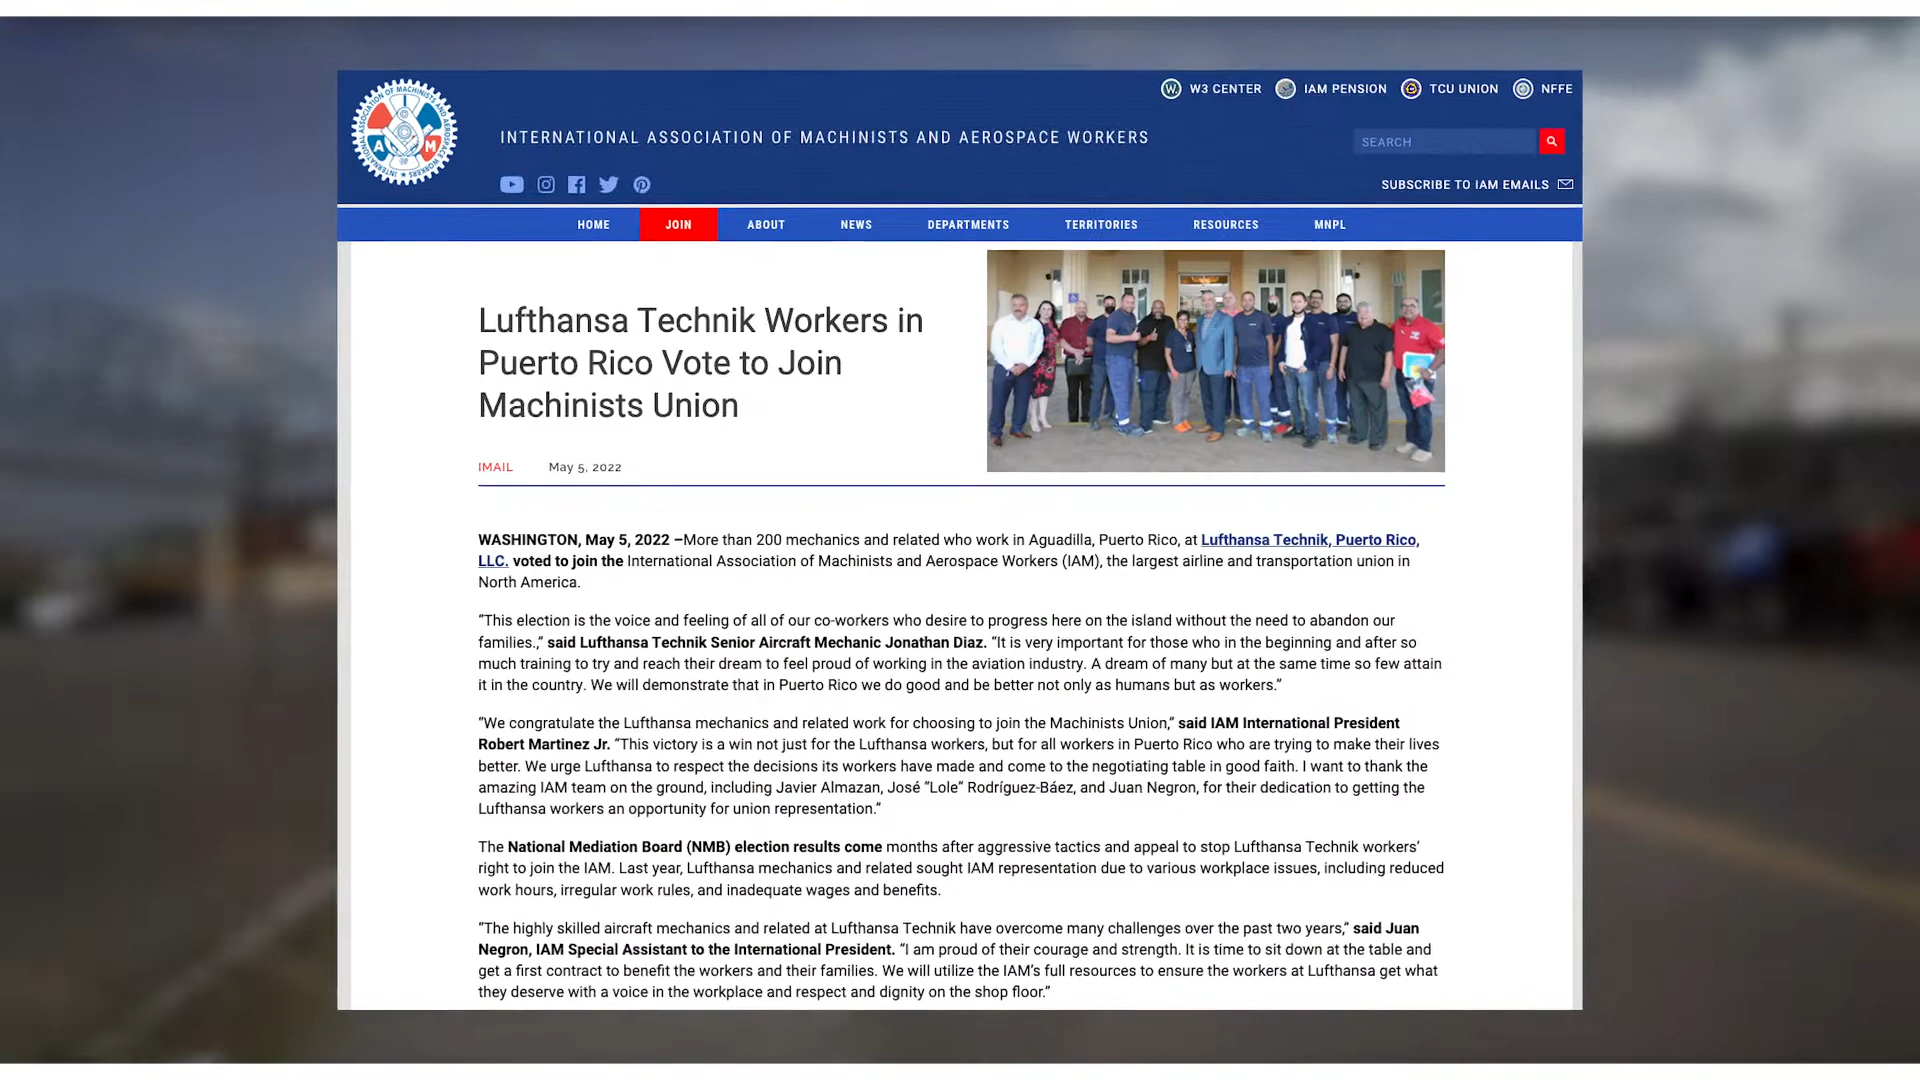 W3 CENTER
IAM PENSION
TCU UNION
NFFE
INTERNATIONAL ASSOCIATION OF MACHINISTS AND AEROSPACE WORKERS
SEARCH
SUBSCRIBE TO IAM EMAILS
HOME
JOIN
ABOUT
NEWS
DEPARTMENTS
TERRITORIES
RESOURCES
MNPL
INTERNATIONAL ASSOCIATION OF MACHINISTS AND AEROSPACE WORKERS
I
A
M
Lufthansa Technik Workers in
Puerto Rico Vote to Join
Machinists Union
IMAIL
May 5, 2022
WASHINGTON, May 5, 2022 –More than 200 mechanics and related who work in Aguadilla, Puerto Rico, at Lufthansa Technik, Puerto Rico,
LLC. voted to join the International Association of Machinists and Aerospace Workers (IAM), the largest airline and transportation union in
North America.
“This election is the voice and feeling of all of our co-workers who desire to progress here on the island without the need to abandon our
families.,“ said Lufthansa Technik Senior Aircraft Mechanic Jonathan Diaz. “It is very important for those who in the beginning and after so
much training to try and reach their dream to feel proud of working in the aviation industry. A dream of many but at the same time so few attain
it in the country. We will demonstrate that in Puerto Rico we do good and be better not only as humans but as workers.”
“We congratulate the Lufthansa mechanics and related work for choosing to join the Machinists Union,“ said IAM International President
Robert Martinez Jr. “This victory is a win not just for the Lufthansa workers, but for all workers in Puerto Rico who are trying to make their lives
better. We urge Lufthansa to respect the decisions its workers have made and come to the negotiating table in good faith. I want to thank the
amazing IAM team on the ground, including Javier Almazan, José “Lole“ Rodríguez-Báez, and Juan Negron, for their dedication to getting the
Lufthansa workers an opportunity for union representation.”
The National Mediation Board (NMB) election results come months after aggressive tactics and appeal to stop Lufthansa Technik workers’
right to join the IAM. Last year, Lufthansa mechanics and related sought IAM representation due to various workplace issues, including reduced
work hours, irregular work rules, and inadequate wages and benefits.
“The highly skilled aircraft mechanics and related at Lufthansa Technik have overcome many challenges over the past two years,“ said Juan
Negron, IAM Special Assistant to the International President. “I am proud of their courage and strength. It is time to sit down at the table and
get a first contract to benefit the workers and their families. We will utilize the IAM’s full resources to ensure the workers at Lufthansa get what
they deserve with a voice in the workplace and respect and dignity on the shop floor.”